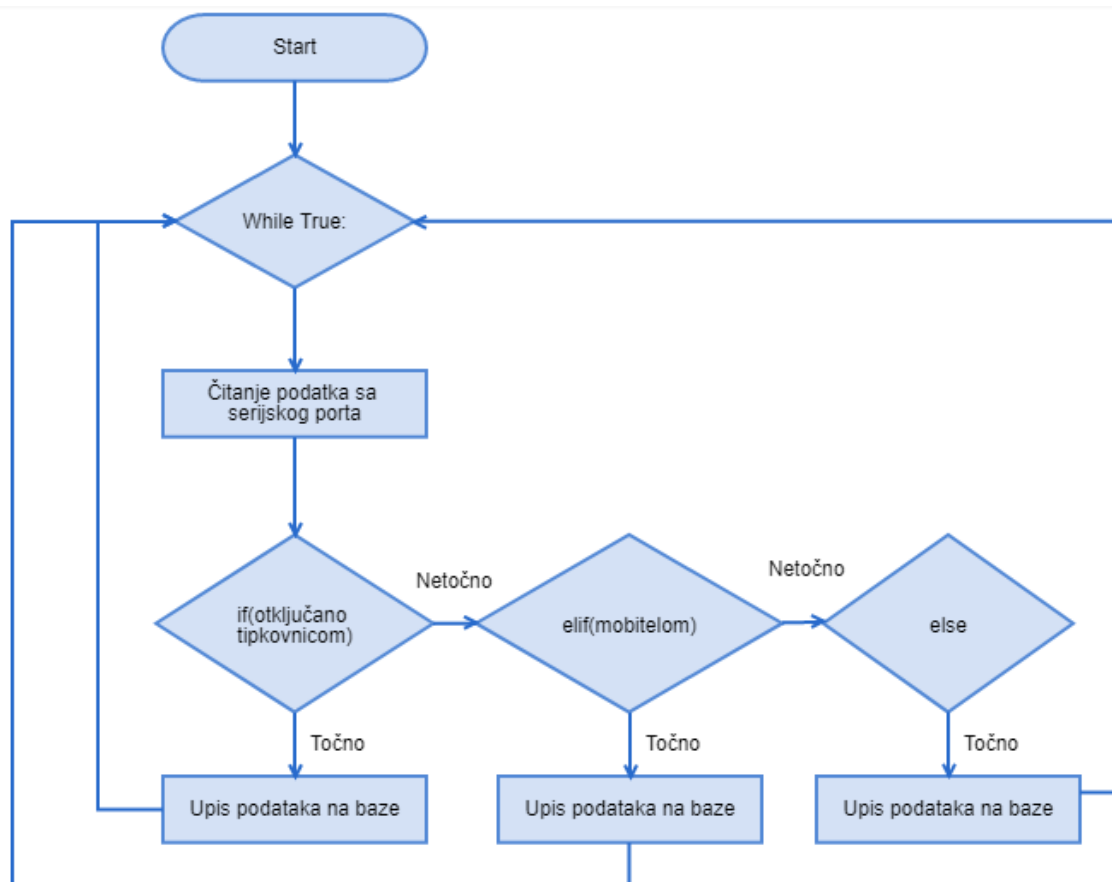 Start
While True:
Čitanje podatka sa
serijskog porta
if(otključano
tipkovnicom)
Netočno
elif(mobitelom)
Netočno
else
Točno
Točno
Točno
Upis podataka na baze
Upis podataka na baze
Upis podataka na baze